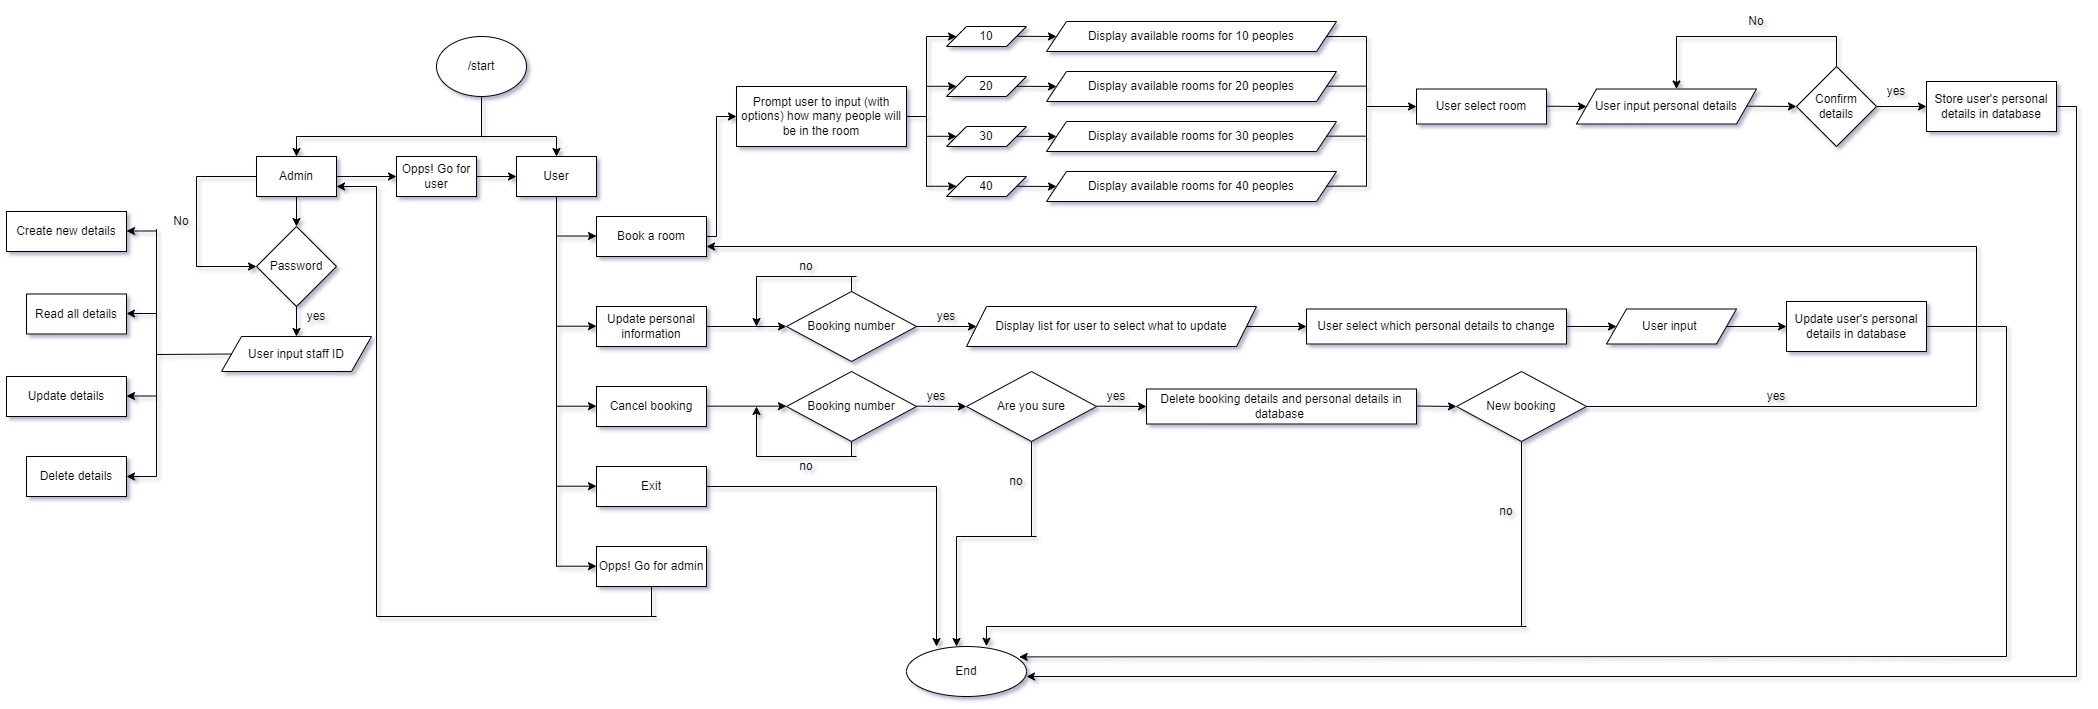 /start
Admin
Opps! Go for
user
User
No
Password
yes
User input staff ID
Create new details
Read all details
Update details
Delete details
Book a room
Prompt user to input (with
options) how many people will
be in the room
10
Display available rooms for 10 peoples
20
Display available rooms for 20 peoples
30
Display available rooms for 30 peoples
40
Display available rooms for 40 peoples
User select room
User input personal details
No
Confirm
details
yes
Store user's personal
details in database
Update personal
information
no
Booking number
yes
Display list for user to select what to update
User select which personal details to change
User input
Update user's personal
details in database
Cancel booking
Booking number
no
yes
Are you sure
no
yes
Delete booking details and personal details in
database
New booking
yes
no
Exit
Opps! Go for admin
End